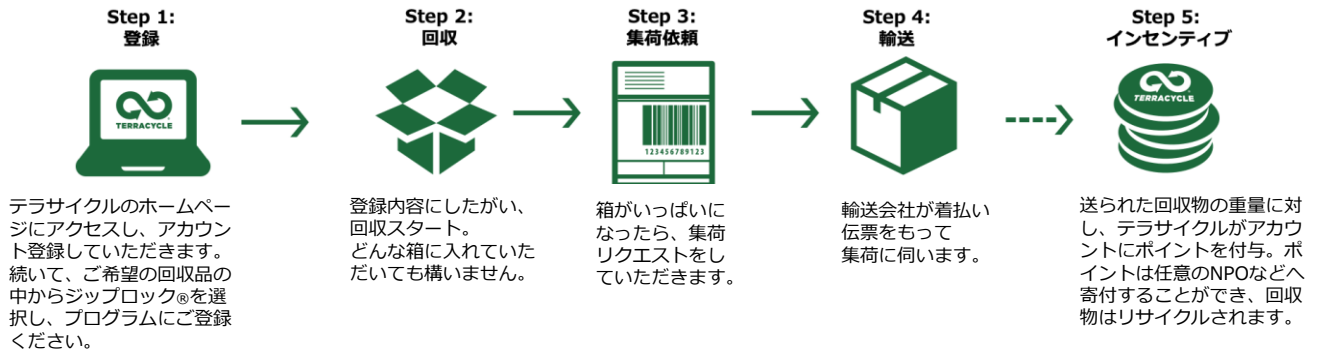 Step 1:
登録
TERRACYCLE
テラサイクルのホームペー
ジにアクセスし、アカウン
ト登録していただきます。
続いて、ご希望の回収品の
中からジップロック®を選
択し、プログラムにご登録
ください。
Step 2:
回収
登録内容にしたがい、
回収スタート。
どんな箱に入れていた
だいても構いません。
Step 3:
集荷依頼
123456789123
箱がいっぱいに
なったら、集荷
リクエストをし
ていただきます。
Step 4:
輸送
輸送会社が着払い
伝票をもって
集荷に伺います。
Step 5:
インセンティブ
TERRACYCLE
送られた回収物の重量に対
し、テラサイクルがアカウ
ントにポイントを付与。ポ
イントは任意のNPOなどへ
寄付することができ、回収
物はリサイクルされます。